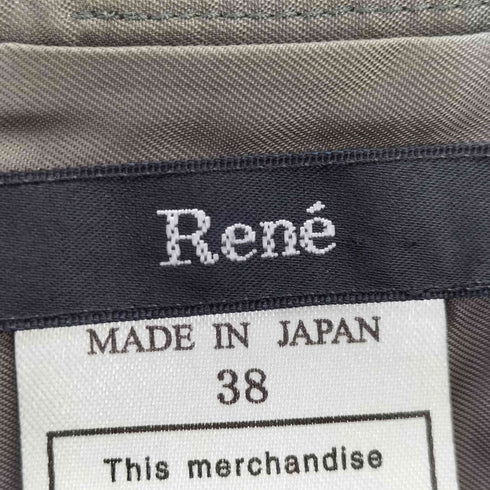 René
MADE IN JAPAN
38
This merchandise